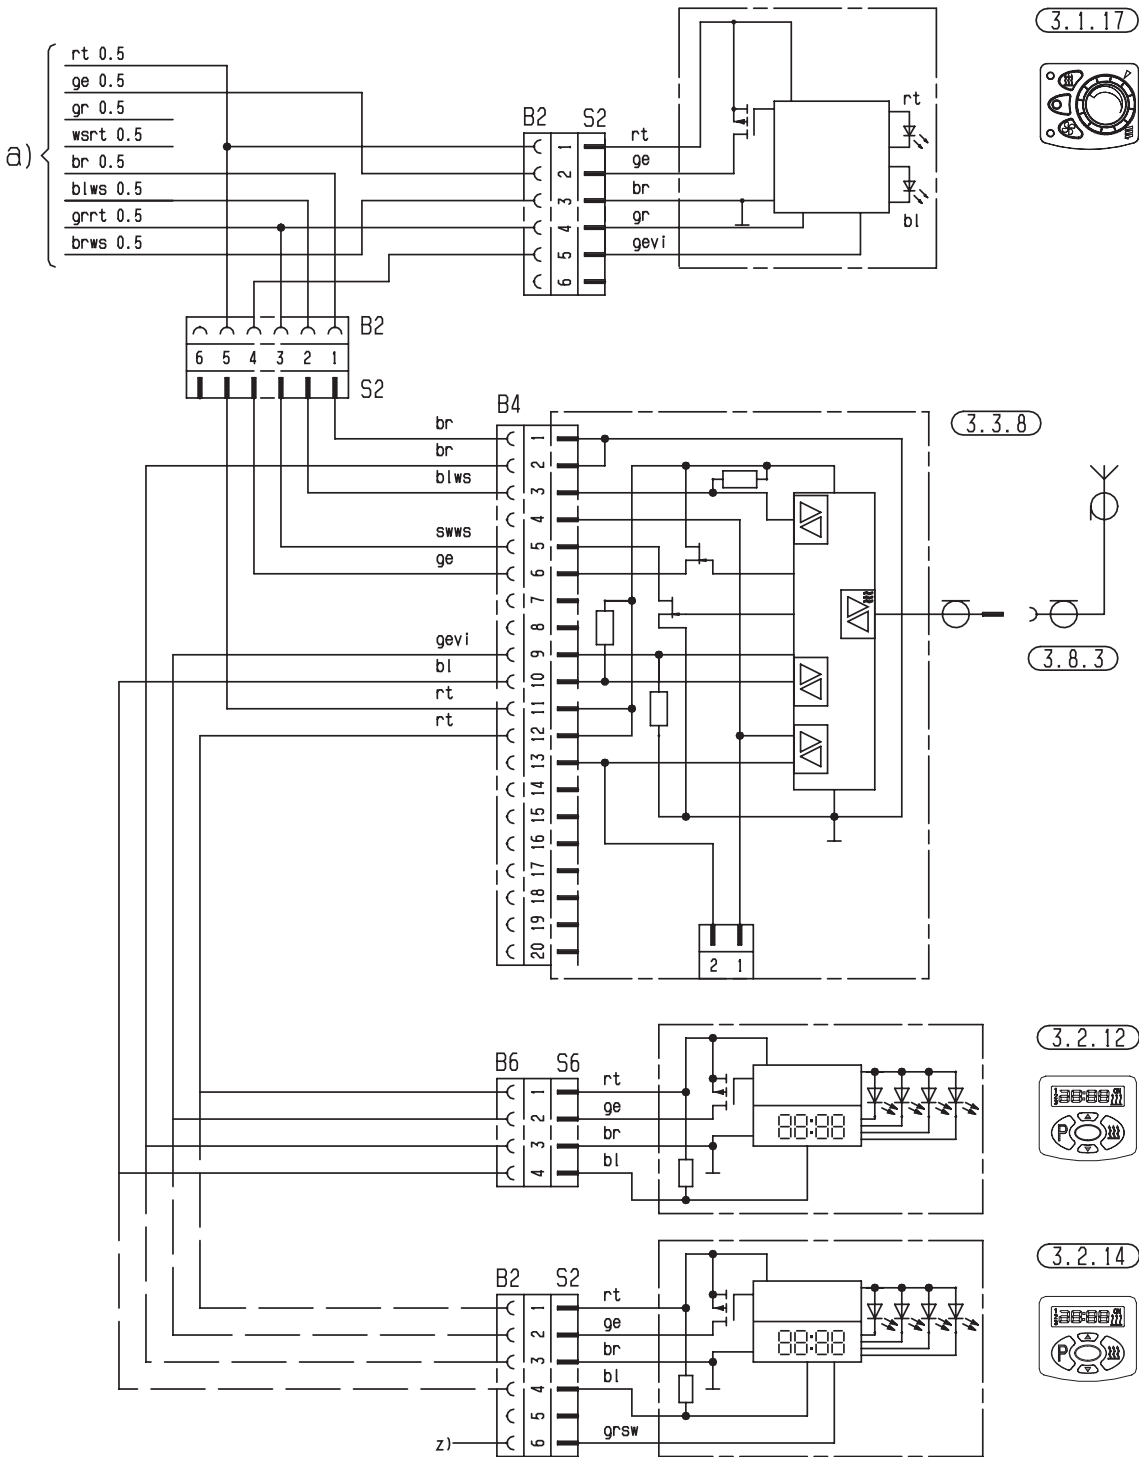 3.1.17
a)
rt 0.5
ge 0.5
gr 0.5
wsrt 0.5
br 0.5
blws 0.5
grrt 0.5
brws 0.5
B2 S2
1
2
3
4
5
6
rt
ge
br
gr
gevi
rt
bl
B2
6 5 4 3 2 1
S2
B4
3.3.8
br
br
blws
swws
ge
gevi
bl
rt
rt
1
2
3
4
5
6
7
8
9
10
11
12
13
14
15
16
17
18
19
20
3.8.3
2 1
3.2.12
B6 S6
1
2
3
4
rt
ge
br
bl
88:88
P
3.2.14
B2 S2
1
2
3
4
5
6
rt
ge
br
bl
grsw
88:88
P
z)